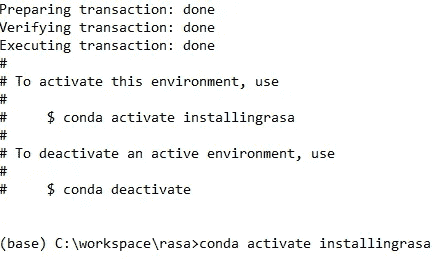 Preparing transaction: done
Verifying transaction: done
Executing transaction: done
#
# To activate this environment, use
#
#     $ conda activate installingrasa
#
# To deactivate an active environment, use
#
#     $ conda deactivate
(base) C:\workspace\rasa>conda activate installingrasa